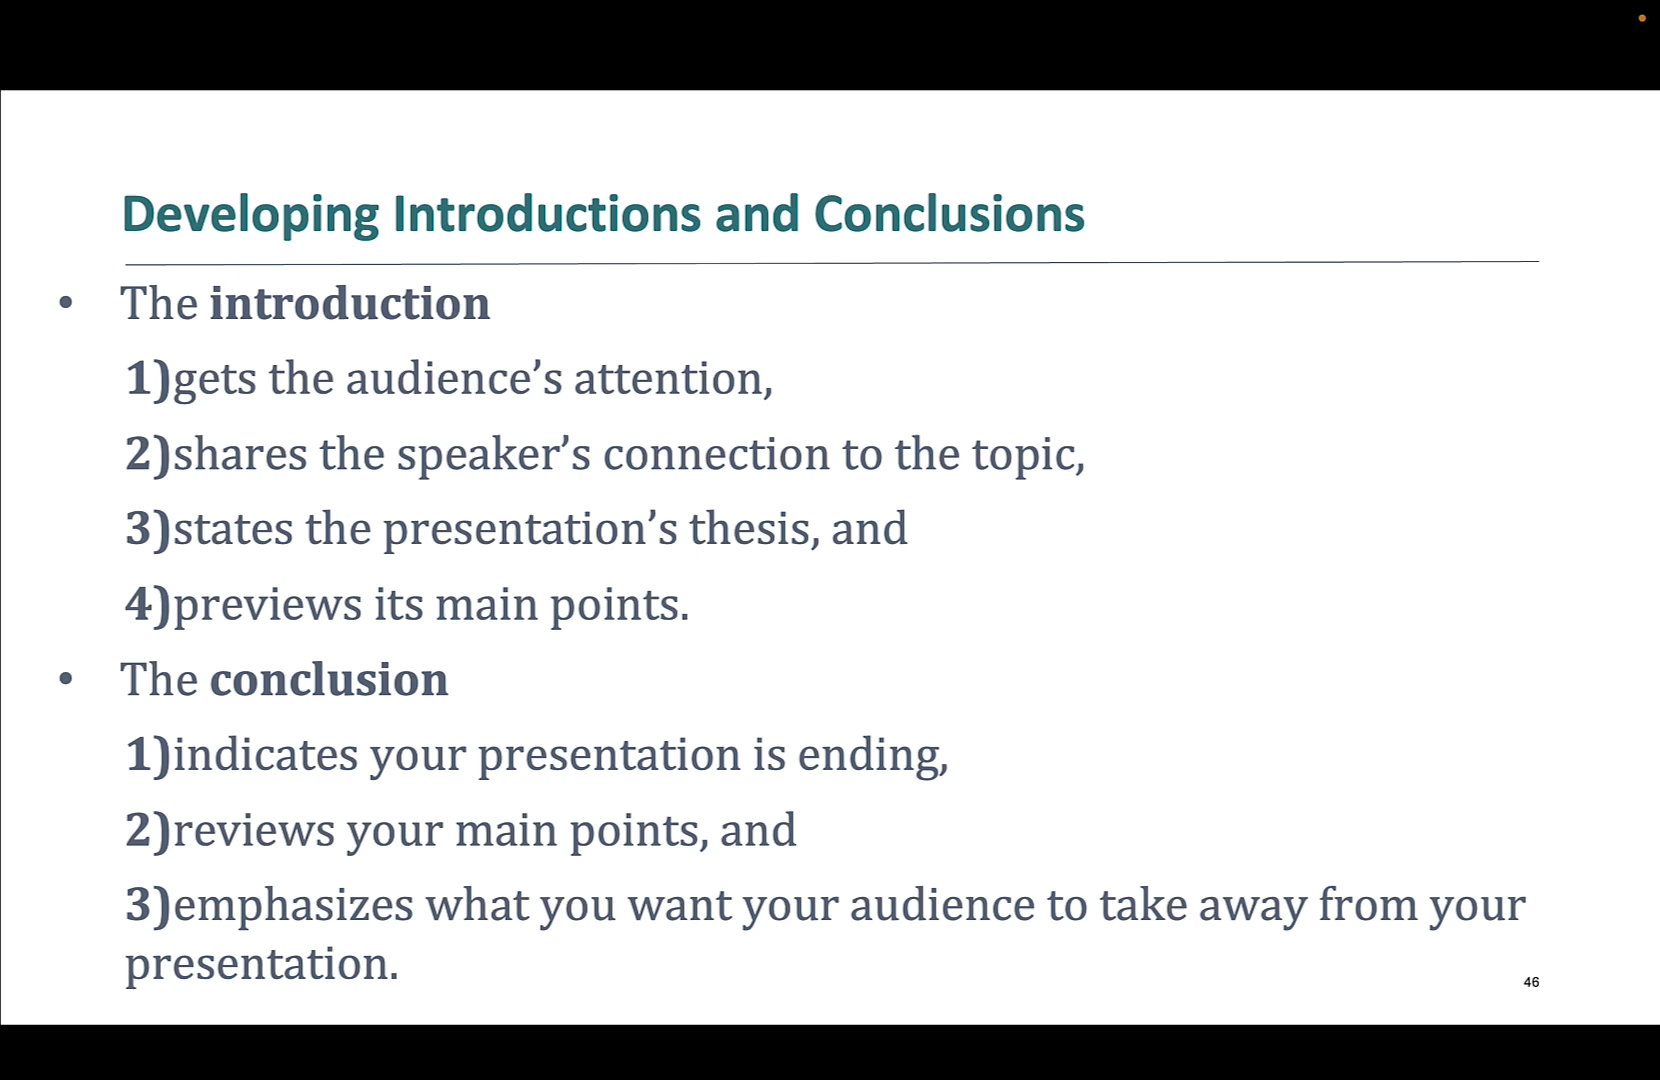 Developing Introductions and Conclusions
• The introduction
1)gets the audience’s attention,
2)shares the speaker’s connection to the topic,
3)states the presentation’s thesis, and
4)previews its main points.
• The conclusion
1)indicates your presentation is ending,
2)reviews your main points, and
3)emphasizes what you want your audience to take away from your
presentation.
46